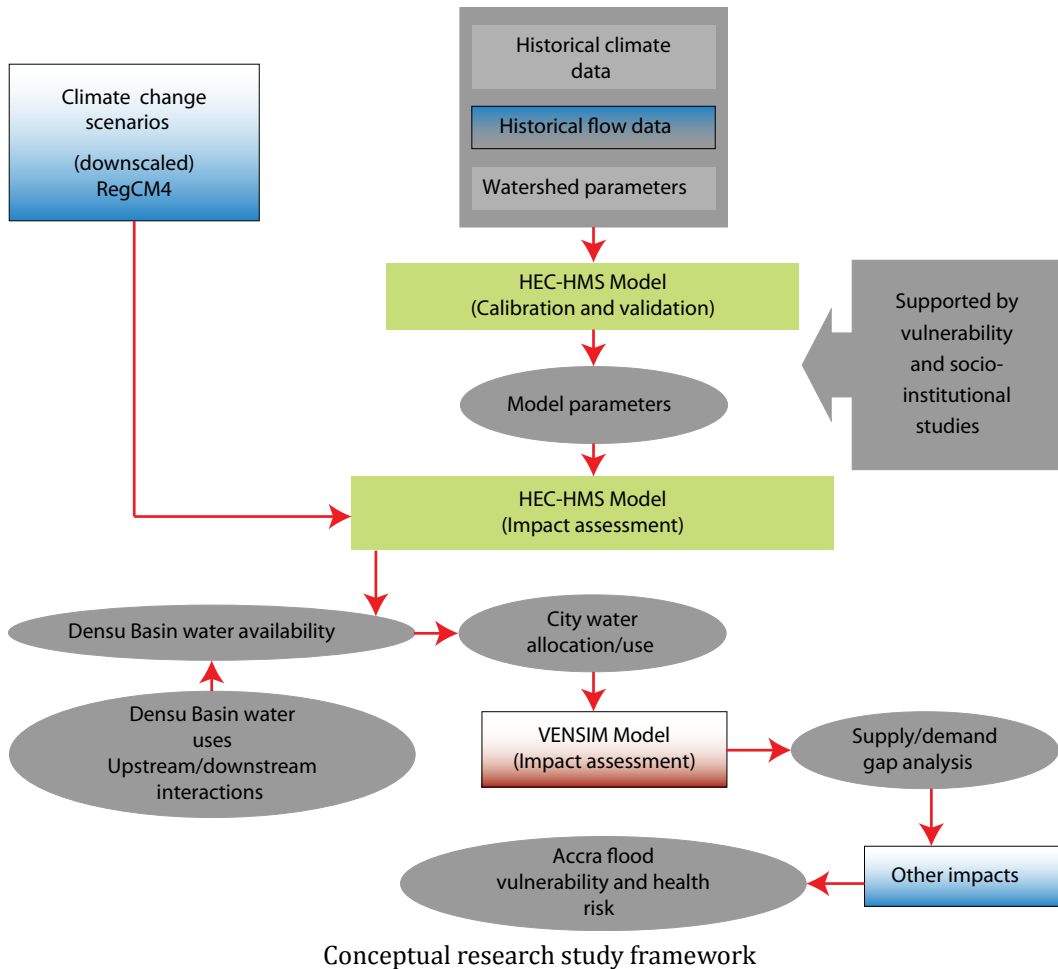 Historical climate
data
Climate change
scenarios
(downscaled)
RegCM4
Historical flow data
Watershed parameters
HEC-HMS Model
(Calibration and validation)
Supported by
vulnerability
and socio-
institutional
studies
Model parameters
HEC-HMS Model
(Impact assessment)
Densu Basin water availability
City water
allocation/use
Densu Basin water
uses
Upstream/downstream
interactions
VENSIM Model
(Impact assessment)
Supply/demand
gap analysis
Accra flood
vulnerability and health
risk
Other impacts
Conceptual research study framework